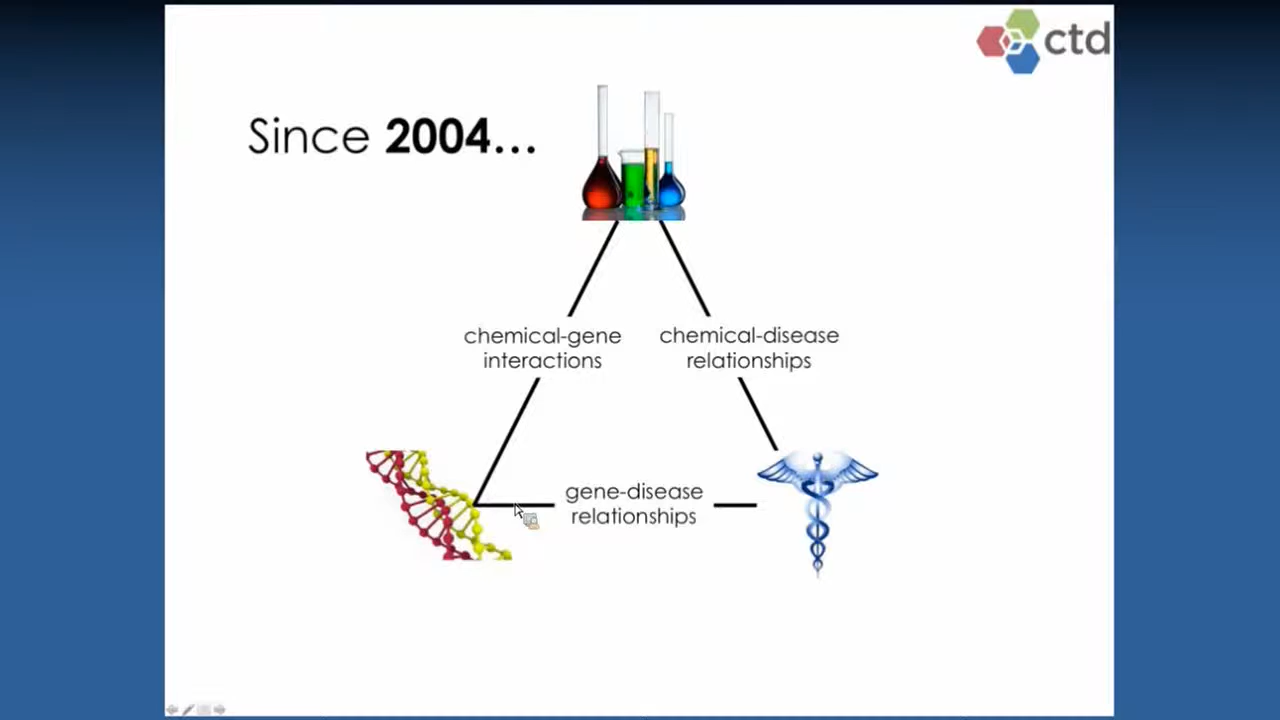 ctd
Since 2004...
chemical-gene
interactions
chemical-disease
relationships
gene-disease
relationships